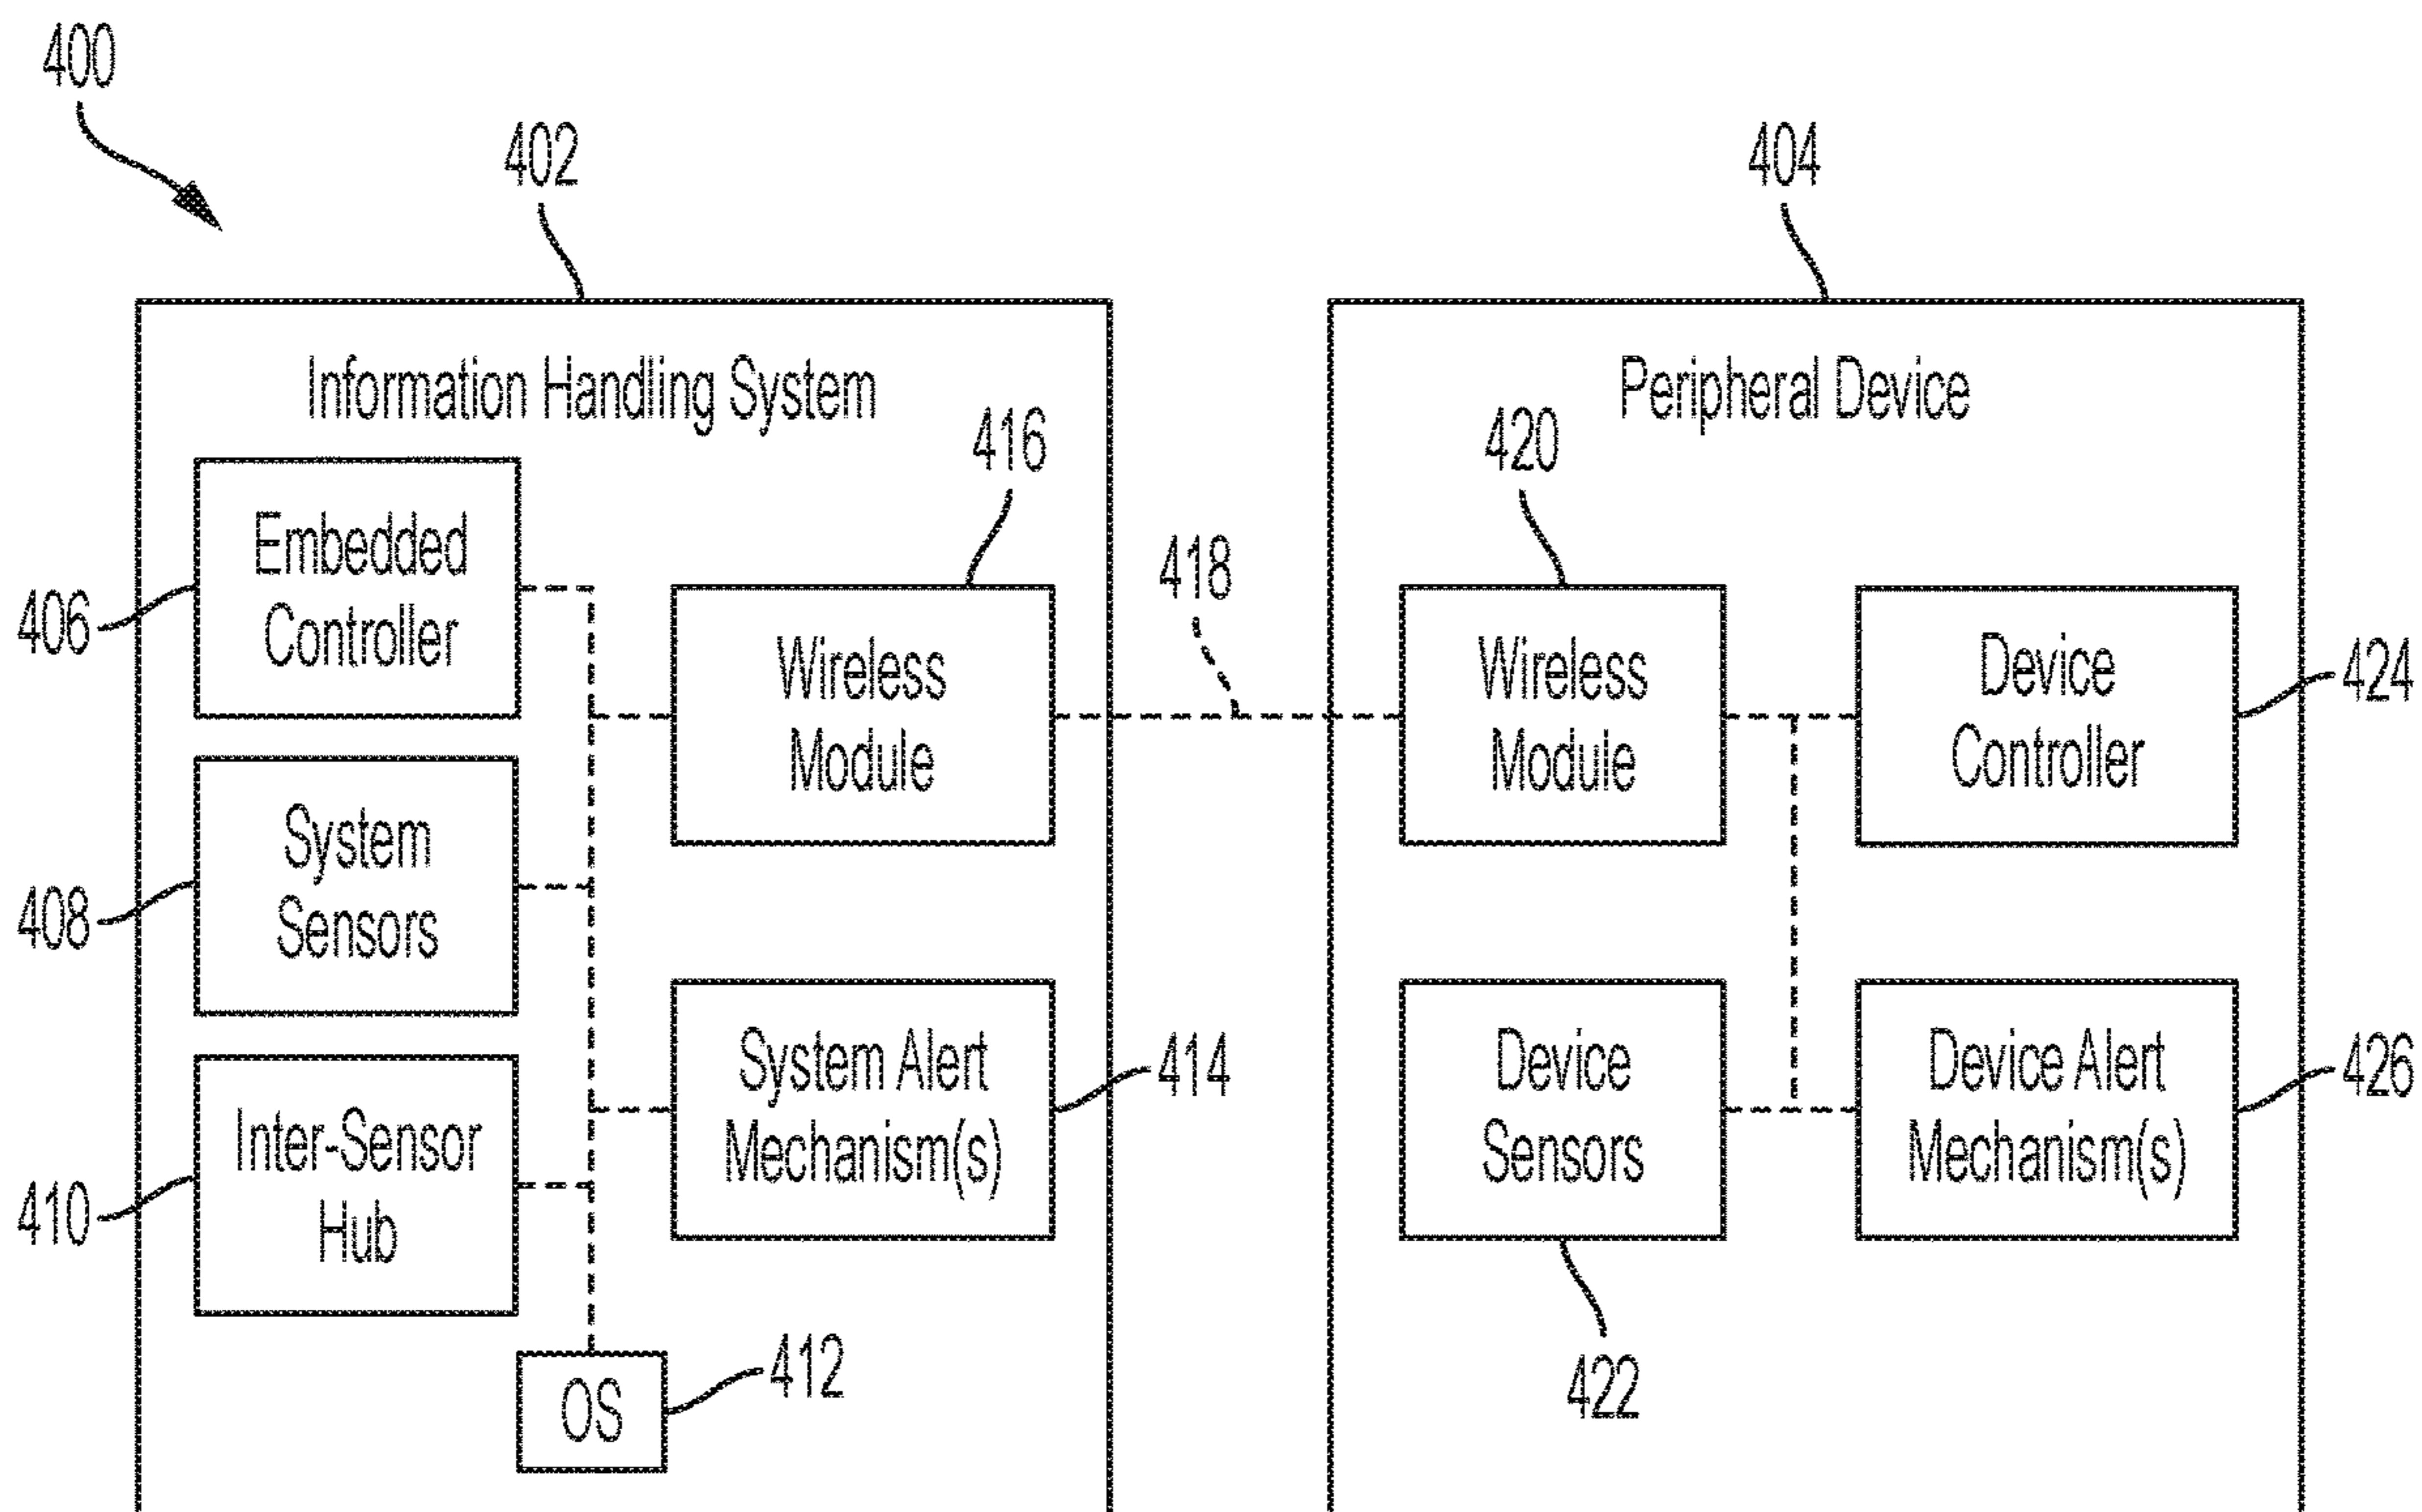 400
402
404
Information Handling System
Peripheral Device
416
420
Embedded
Controller
406
418
Wireless
Module
Wireless
Module
Device
Controller
424
System
Sensors
408
System Alert
Mechanism(s)
414
Device
Sensors
Device Alert
Mechanism(s)
426
Inter-Sensor
Hub
410
412
422
OS